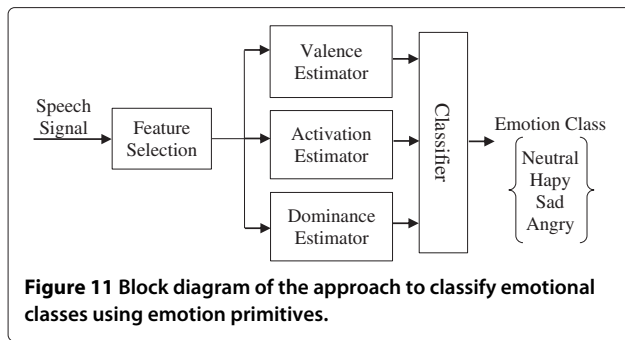 Speech
Signal
Feature
Selection
Valence
Estimator
Activation
Estimator
Dominance
Estimator
Classifier
Emotion Class
Neutral
Hapy
Sad
Angry
Figure 11 Block diagram of the approach to classify emotional
classes using emotion primitives.